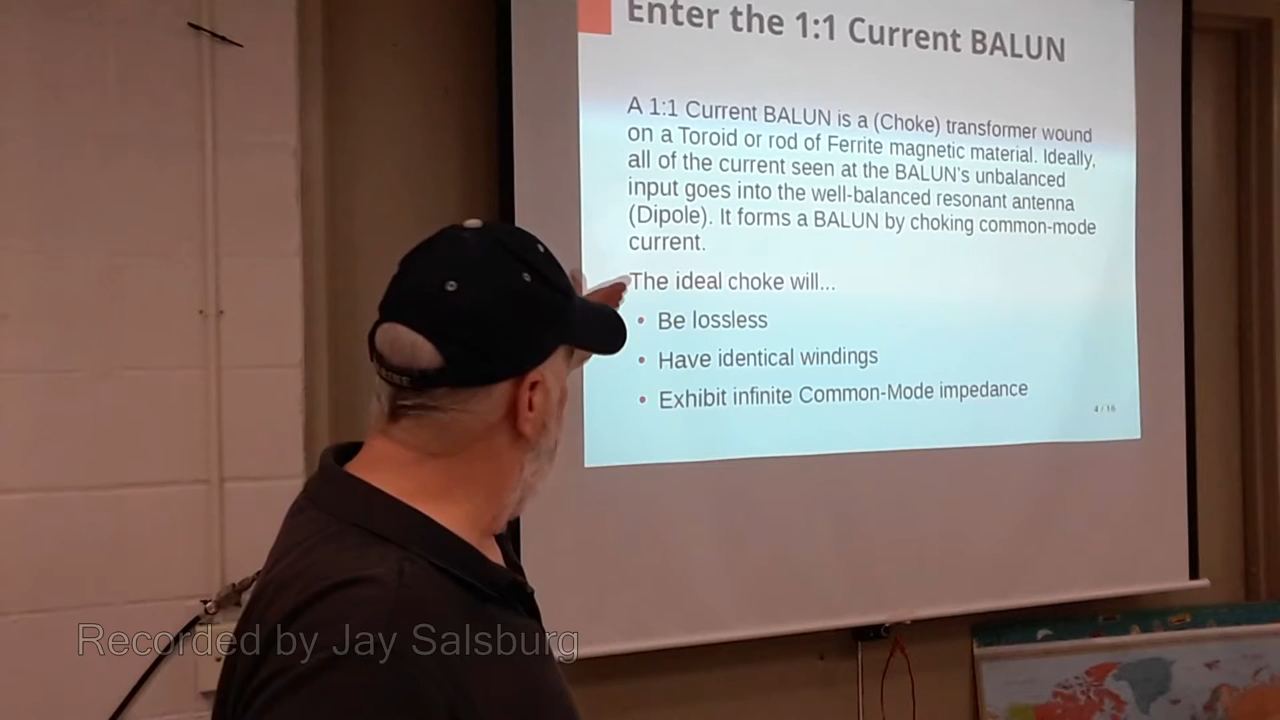 Enter the 1:1 Current BALUN
A 1:1 Current BALUN is a (Choke) transformer wound
on a Toroid or rod of Ferrite magnetic material. Ideally,
all of the current seen at the BALUN's unbalanced
input goes into the well-balanced resonant antenna
(Dipole). It forms a BALUN by choking common-mode
current.
The ideal choke will...
• Be lossless
• Have identical windings
• Exhibit infinite Common-Mode impedance
4 / 16
Recorded by Jay Salsburg